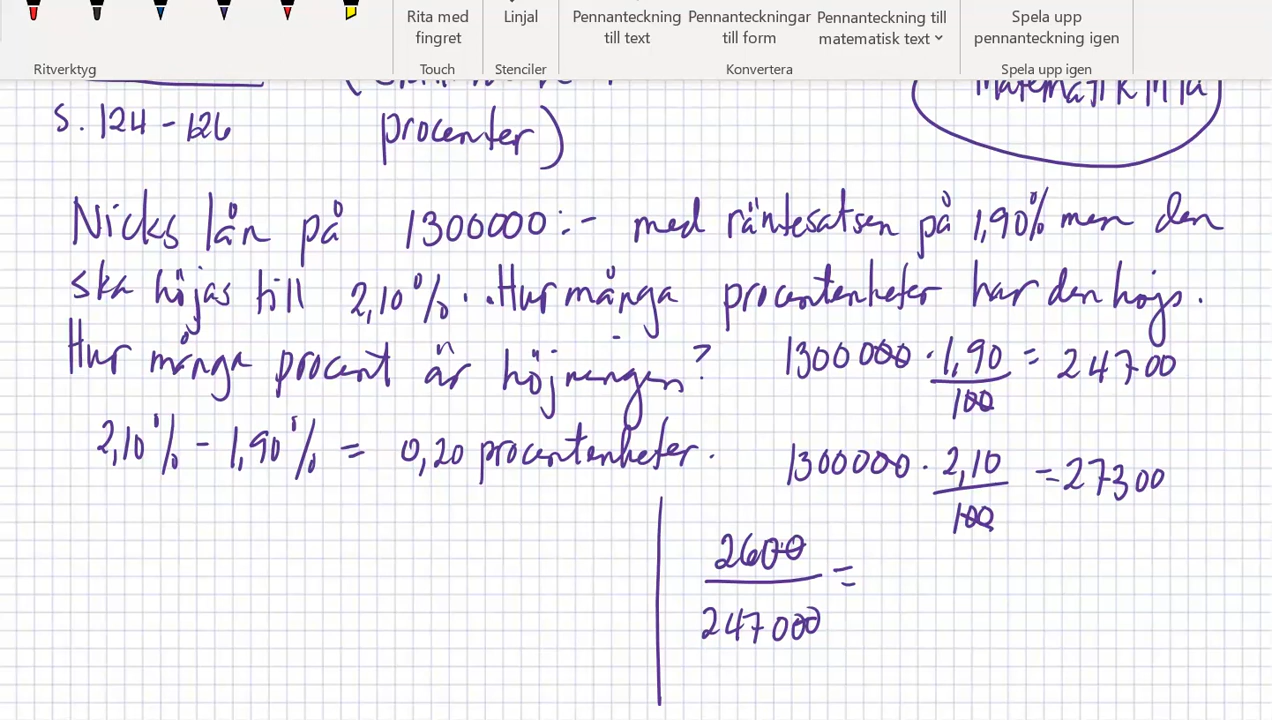 Rita med fingret
Linjal
Pennanteckning till text
Pennanteckningar till form
Pennanteckning till matematisk text
Spela upp pennanteckning igen
Ritverktyg
Touch
Stenciler
Konvertera
Spela upp igen
Matematik M1a
s. 124 - 126
procenter)
Nicks lån på 1300000:- med räntesatsen på 1,90% men den
ska höjas till 2,10%. Hur många procentenheter har den höjs.
Hur många procent är höjningen?
1300000 · 1,90/100 = 24700
2,10% - 1,90% = 0,20 procentenheter.
1300000 · 2,10/100 = 27300
2600/247000 =